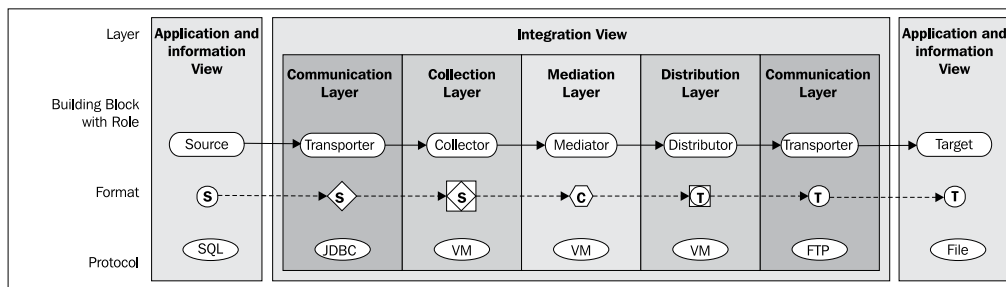 Layer
Application and
information
View
Integration View
Application and
information
View
Communication
Layer
Collection
Layer
Mediation
Layer
Distribution
Layer
Communication
Layer
Building Block
with Role
Source
Transporter
Collector
Mediator
Distributor
Transporter
Target
Format
S
S
S
C
T
T
T
Protocol
SQL
JDBC
VM
VM
VM
FTP
File